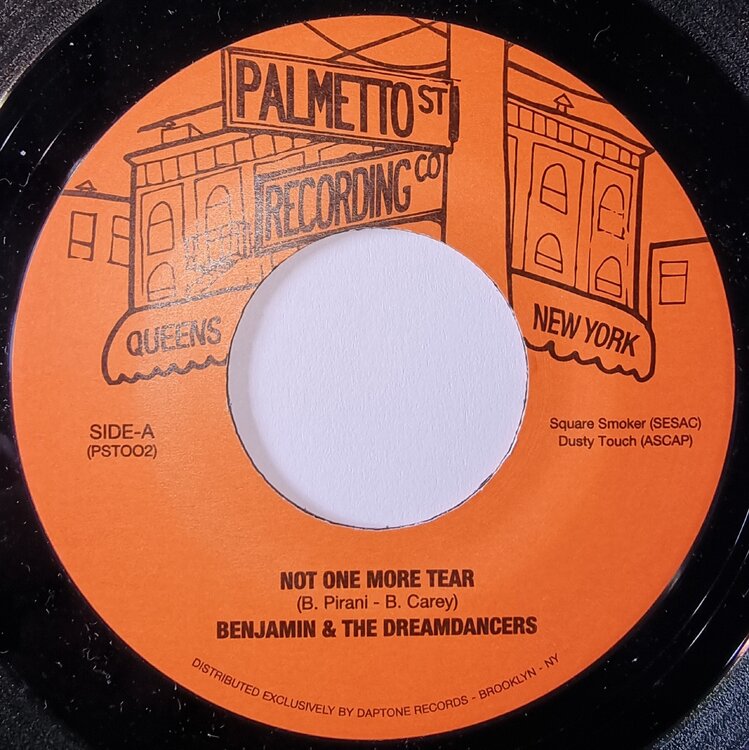 PALMETTO ST
RECORDING CO
QUEENS
NEW YORK
SIDE-A
(PST002)
Square Smoker (SESAC)
Dusty Touch (ASCAP)
NOT ONE MORE TEAR
(B. Pirani - B. Carey)
BENJAMIN & THE DREAMDANCERS
DISTRIBUTED EXCLUSIVELY BY DAPTONE RECORDS - BROOKLYN - NY